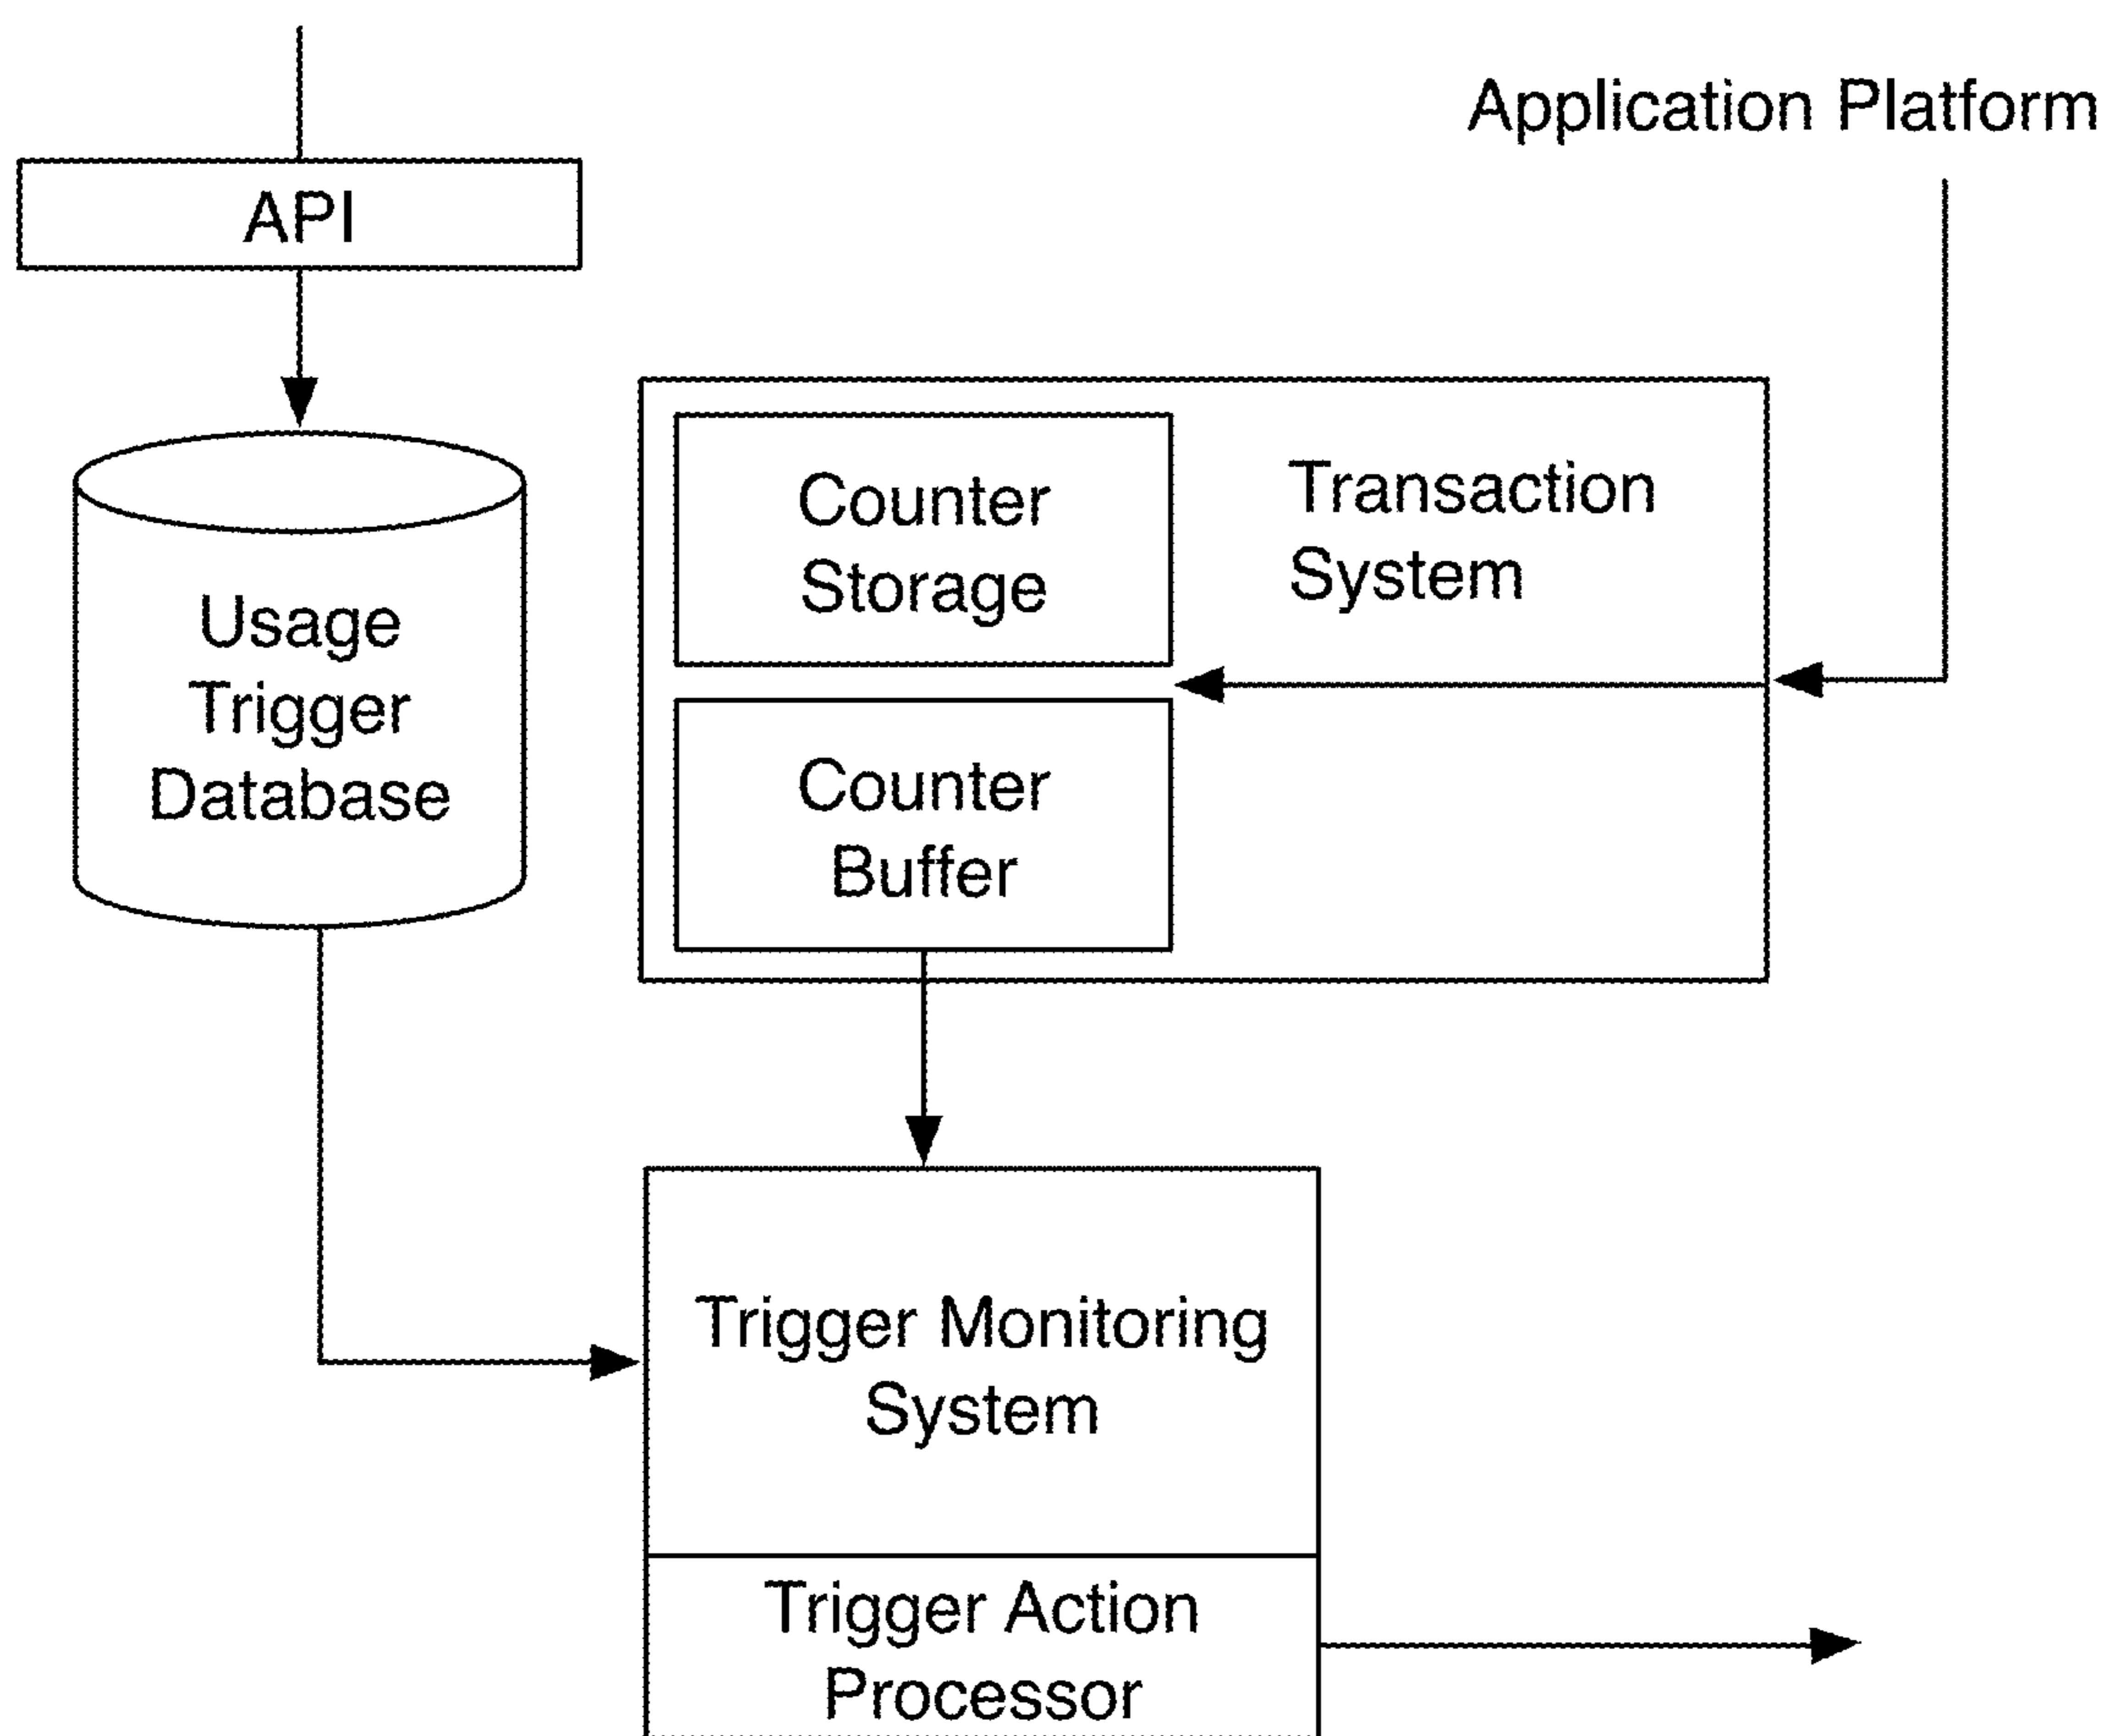 Application Platform
API
Counter
Storage
Transaction
System
Usage
Trigger
Database
Counter
Buffer
Trigger Monitoring
System
Trigger Action
Processor